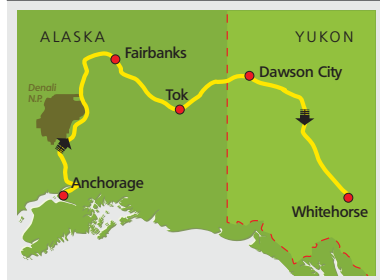 ALASKA
YUKON
Fairbanks
Dawson City
Denali
N.P.
Tok
Anchorage
Whitehorse